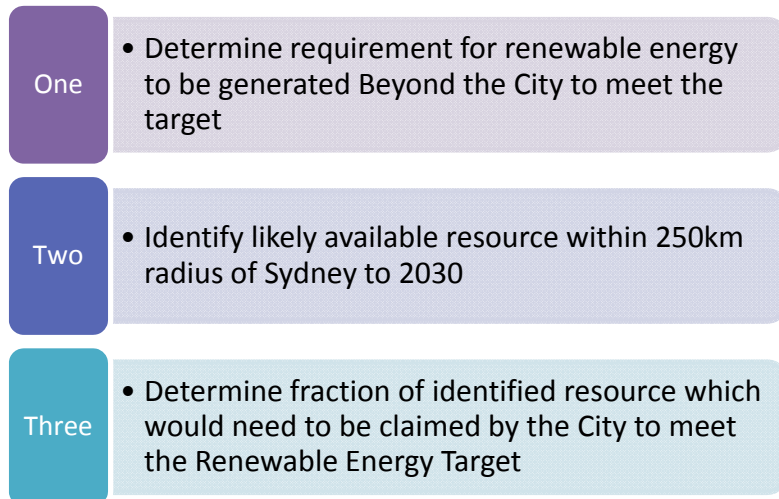 One
• Determine requirement for renewable energy
to be generated Beyond the City to meet the
target
Two
• Identify likely available resource within 250km
radius of Sydney to 2030
Three
• Determine fraction of identified resource which
would need to be claimed by the City to meet
the Renewable Energy Target